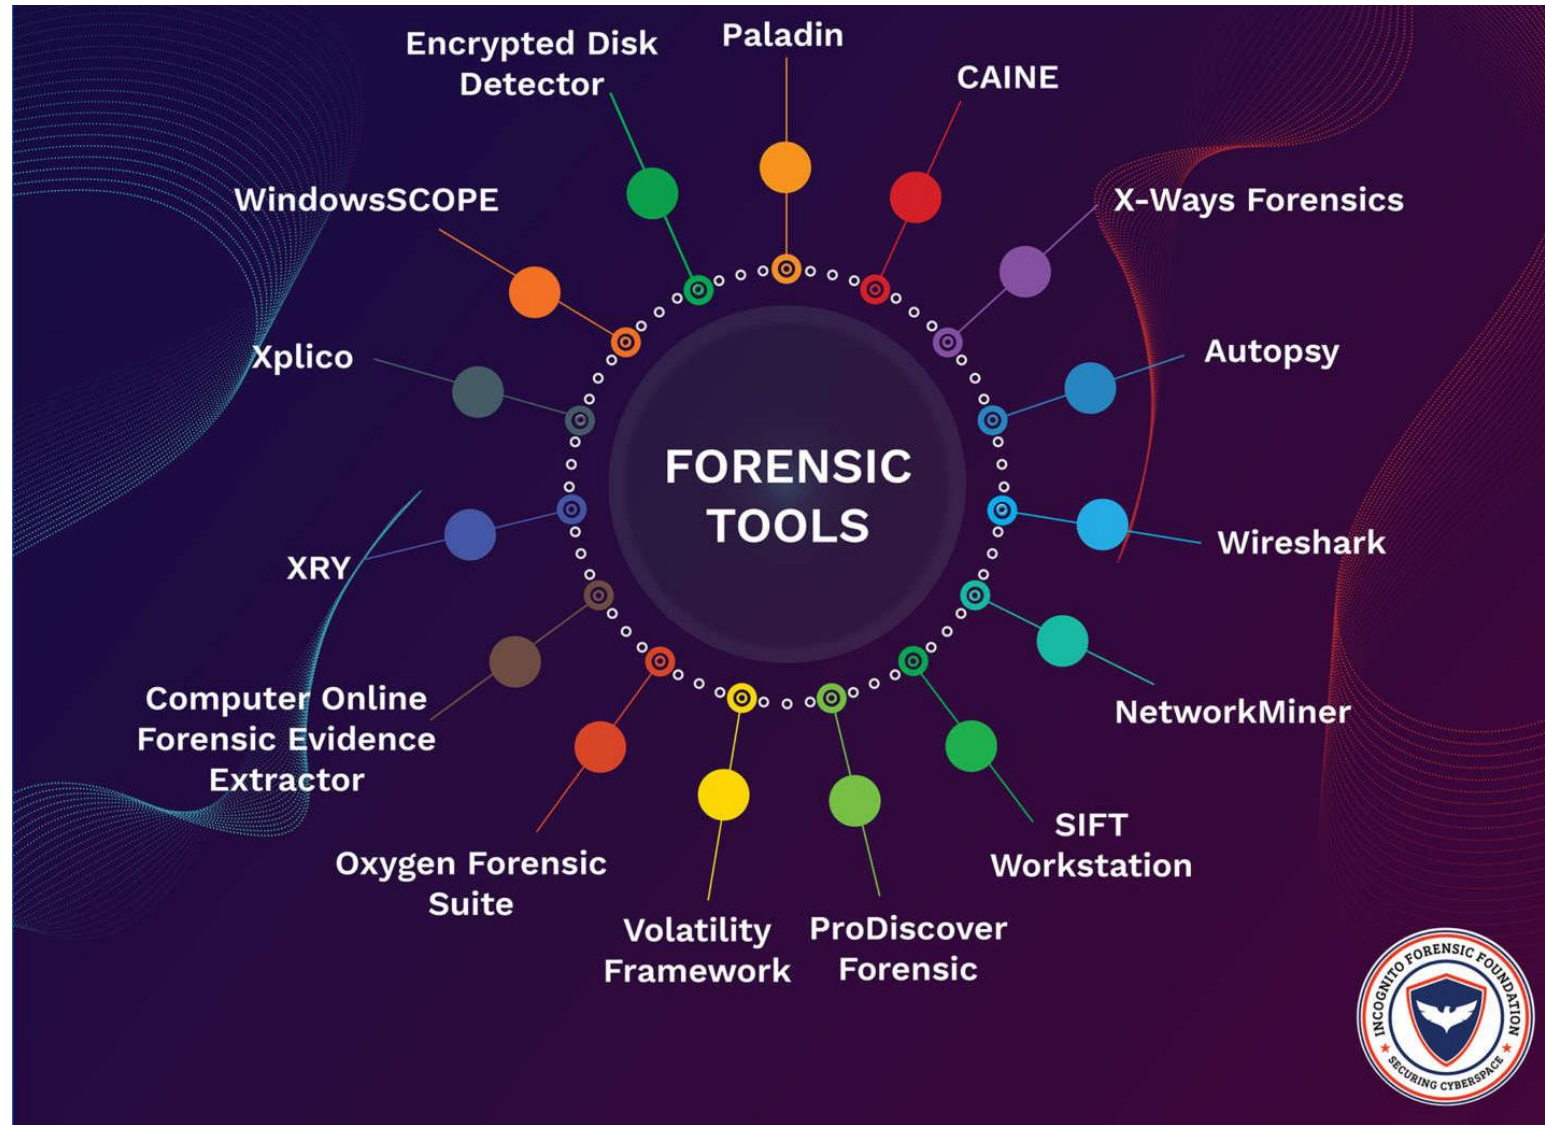 Encrypted Disk
Detector
Paladin
CAINE
X-Ways Forensics
Autopsy
Wireshark
NetworkMiner
SIFT
Workstation
ProDiscover
Forensic
Volatility
Framework
Oxygen Forensic
Suite
Computer Online
Forensic Evidence
Extractor
XRY
Xplico
WindowsSCOPE
FORENSIC
TOOLS
INCOGNITO FORENSIC FOUNDATION
SECURING CYBERSPACE